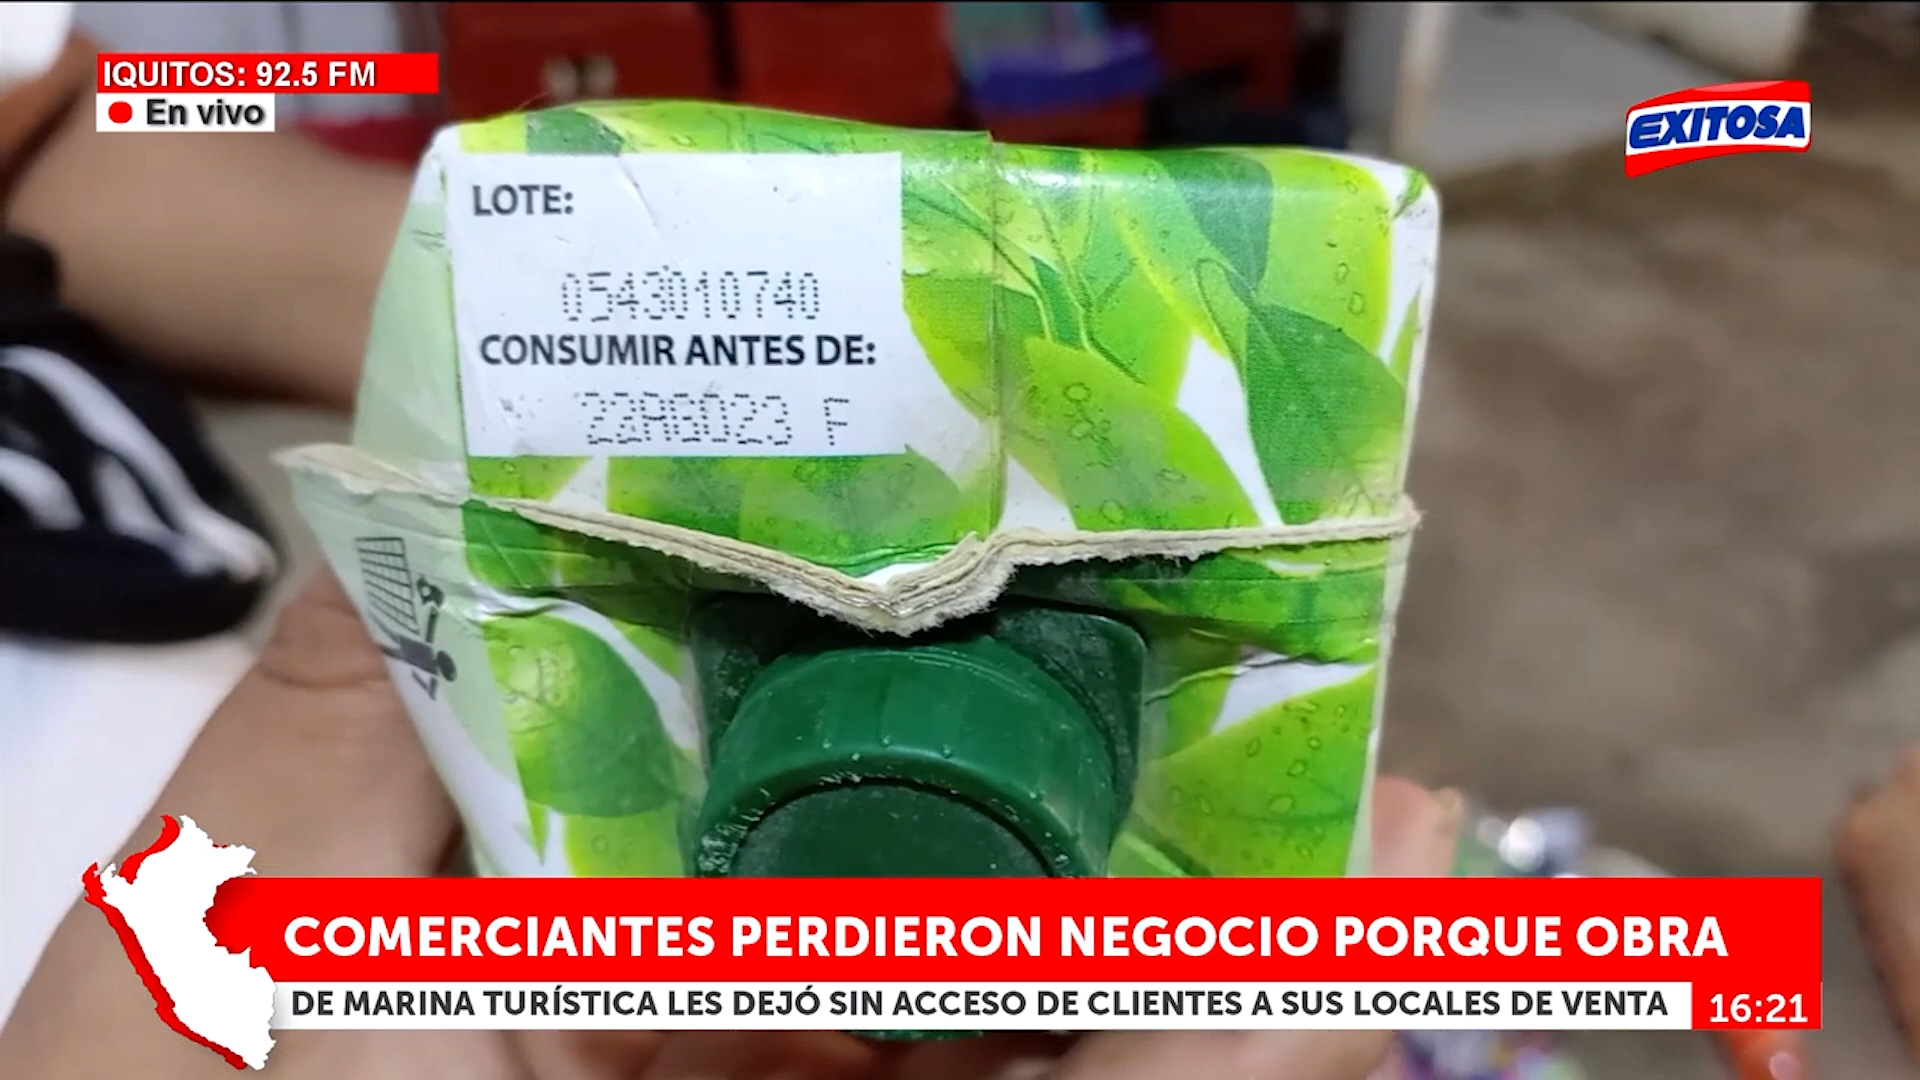 IQUITOS: 92.5 FM
En vivo
EXITOSA
LOTE:
0543010740
CONSUMIR ANTES DE:
22AGO23 F
COMERCIANTES PERDIERON NEGOCIO PORQUE OBRA
DE MARINA TURÍSTICA LES DEJÓ SIN ACCESO DE CLIENTES A SUS LOCALES DE VENTA
16:21